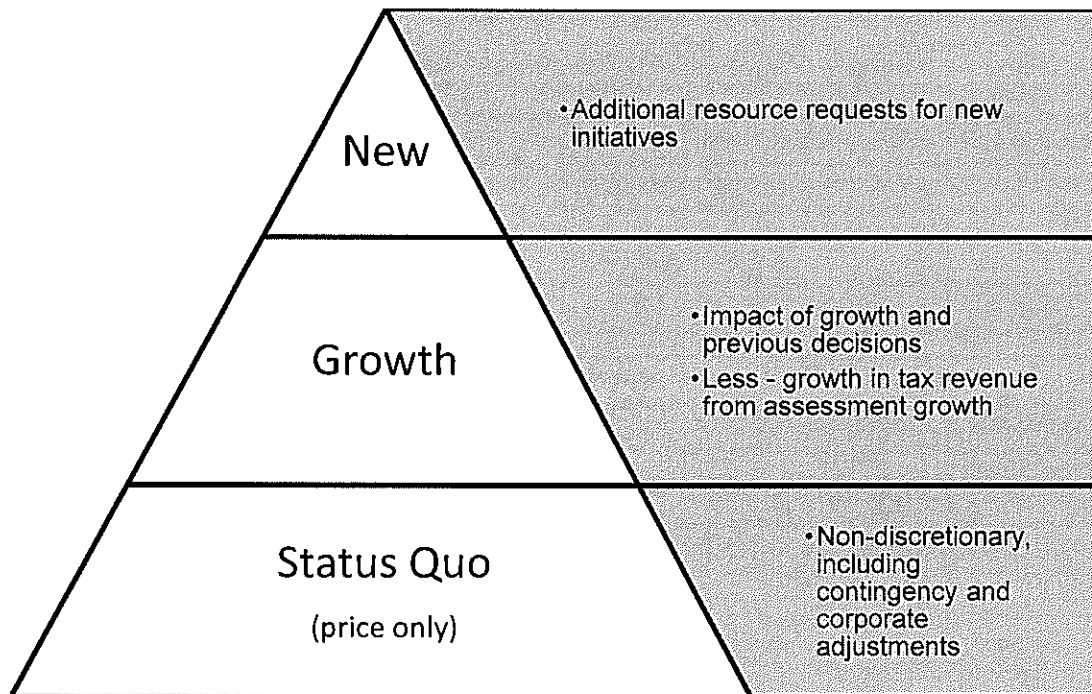 New
•Additional resource requests for new
initiatives
Growth
•Impact of growth and
previous decisions
•Less - growth in tax revenue
from assessment growth
Status Quo
(price only)
•Non-discretionary,
including
contingency and
corporate
adjustments